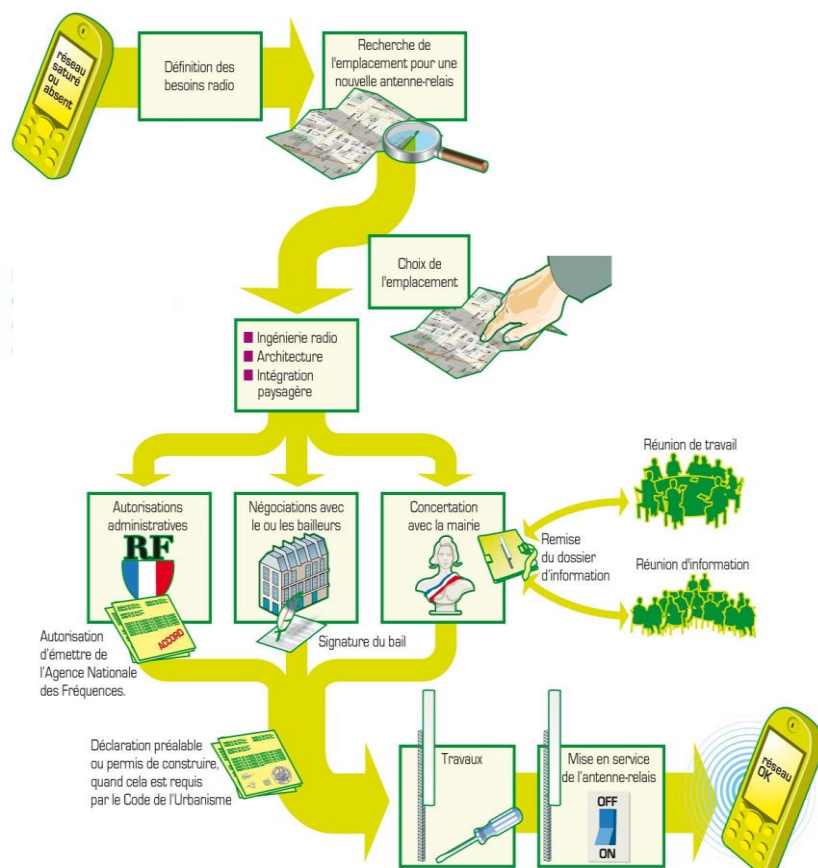 réseau
saturé
ou
absent
Définition des
besoins radio
Recherche de
l'emplacement pour une
nouvelle antenne-relais
Choix de
l'emplacement
Ingénierie radio
Architecture
Intégration
paysagère
Autorisations
administratives
RF
ACCORD
Autorisation
d'émettre de
l'Agence Nationale
des Fréquences.
Négociations avec
le ou les bailleurs
Signature du bail
Concertation
avec la mairie
Remise
du dossier
d'information
Réunion de travail
Réunion d'information
Déclaration préalable
ou permis de construire,
quand cela est requis
par le Code de l'Urbanisme
Travaux
Mise en service
de l'antenne-relais
OFF
ON
réseau
OK